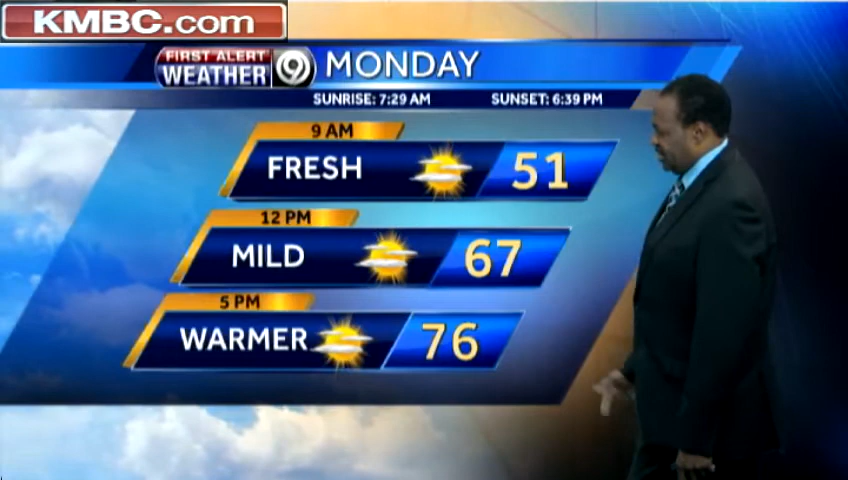 KMBC.com
FIRST ALERT
WEATHER 9 MONDAY
SUNRISE: 7:29 AM SUNSET: 6:39 PM
9 AM
FRESH 51
12 PM
MILD 67
5 PM
WARMER 76